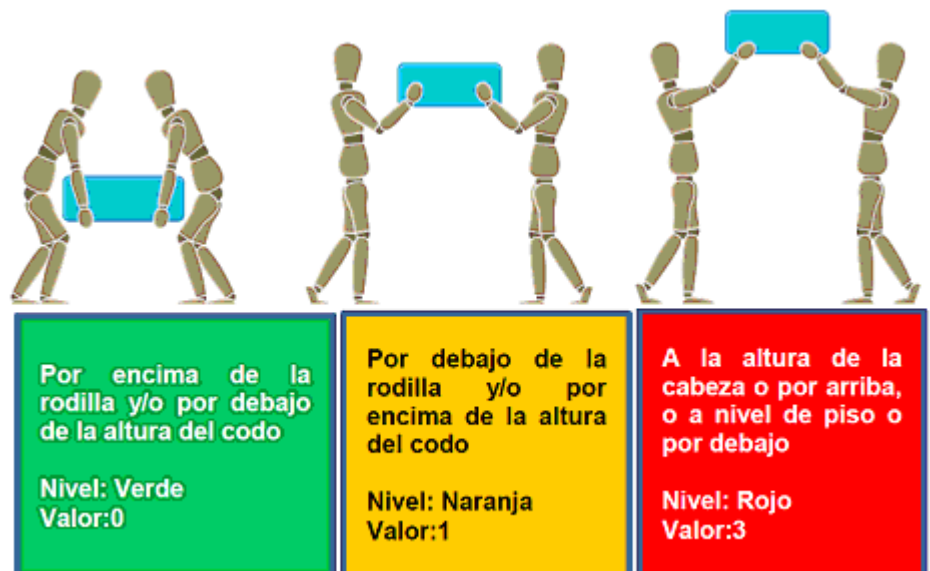 Por encima de la
rodilla y/o por debajo
de la altura del codo
Nivel: Verde
Valor:0
Por debajo de la
rodilla y/o por
encima de la altura
del codo
Nivel: Naranja
Valor:1
A la altura de la
cabeza o por arriba,
o a nivel de piso o
por debajo
Nivel: Rojo
Valor:3